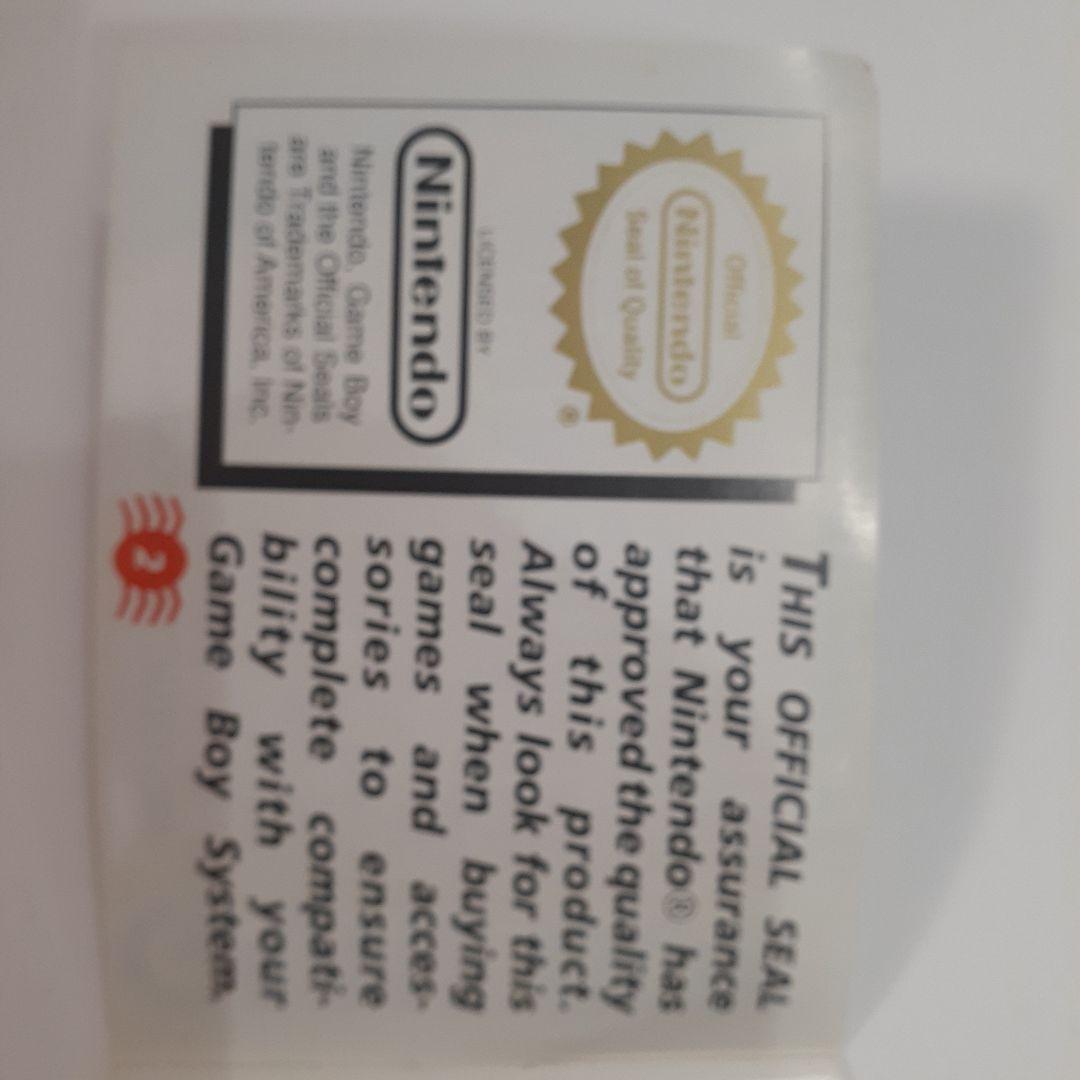 Official
Nintendo
Seal of Quality
®
LICENSED BY
Nintendo
Nintendo, Game Boy
and the Official Seals
are Trademarks of Nin-
tendo of America, Inc.
THIS OFFICIAL SEAL
is your assurance
that Nintendo® has
approved the quality
of this product.
Always look for this
seal when buying
games and acces-
sories to ensure
complete compati-
bility with your
Game Boy System.
2